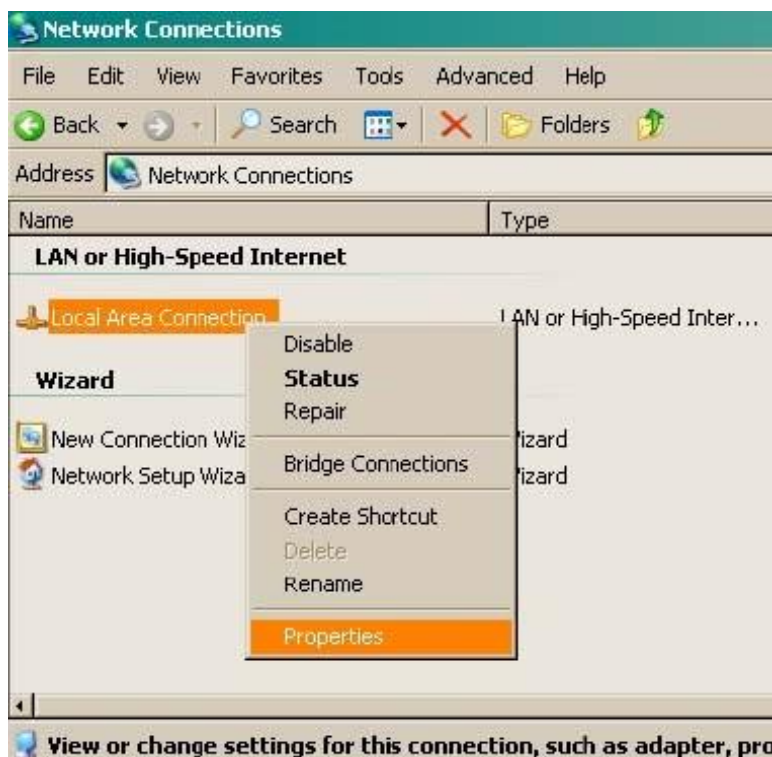 Network Connections
File Edit View Favorites Tools Advanced Help
Back Search Folders
Address Network Connections
Name Type
LAN or High-Speed Internet
Local Area Connection LAN or High-Speed Inter...
Disable
Wizard Status
Repair
New Connection Wiz izard
Bridge Connections
Network Setup Wiza izard
Create Shortcut
Delete
Rename
Properties
View or change settings for this connection, such as adapter, pro